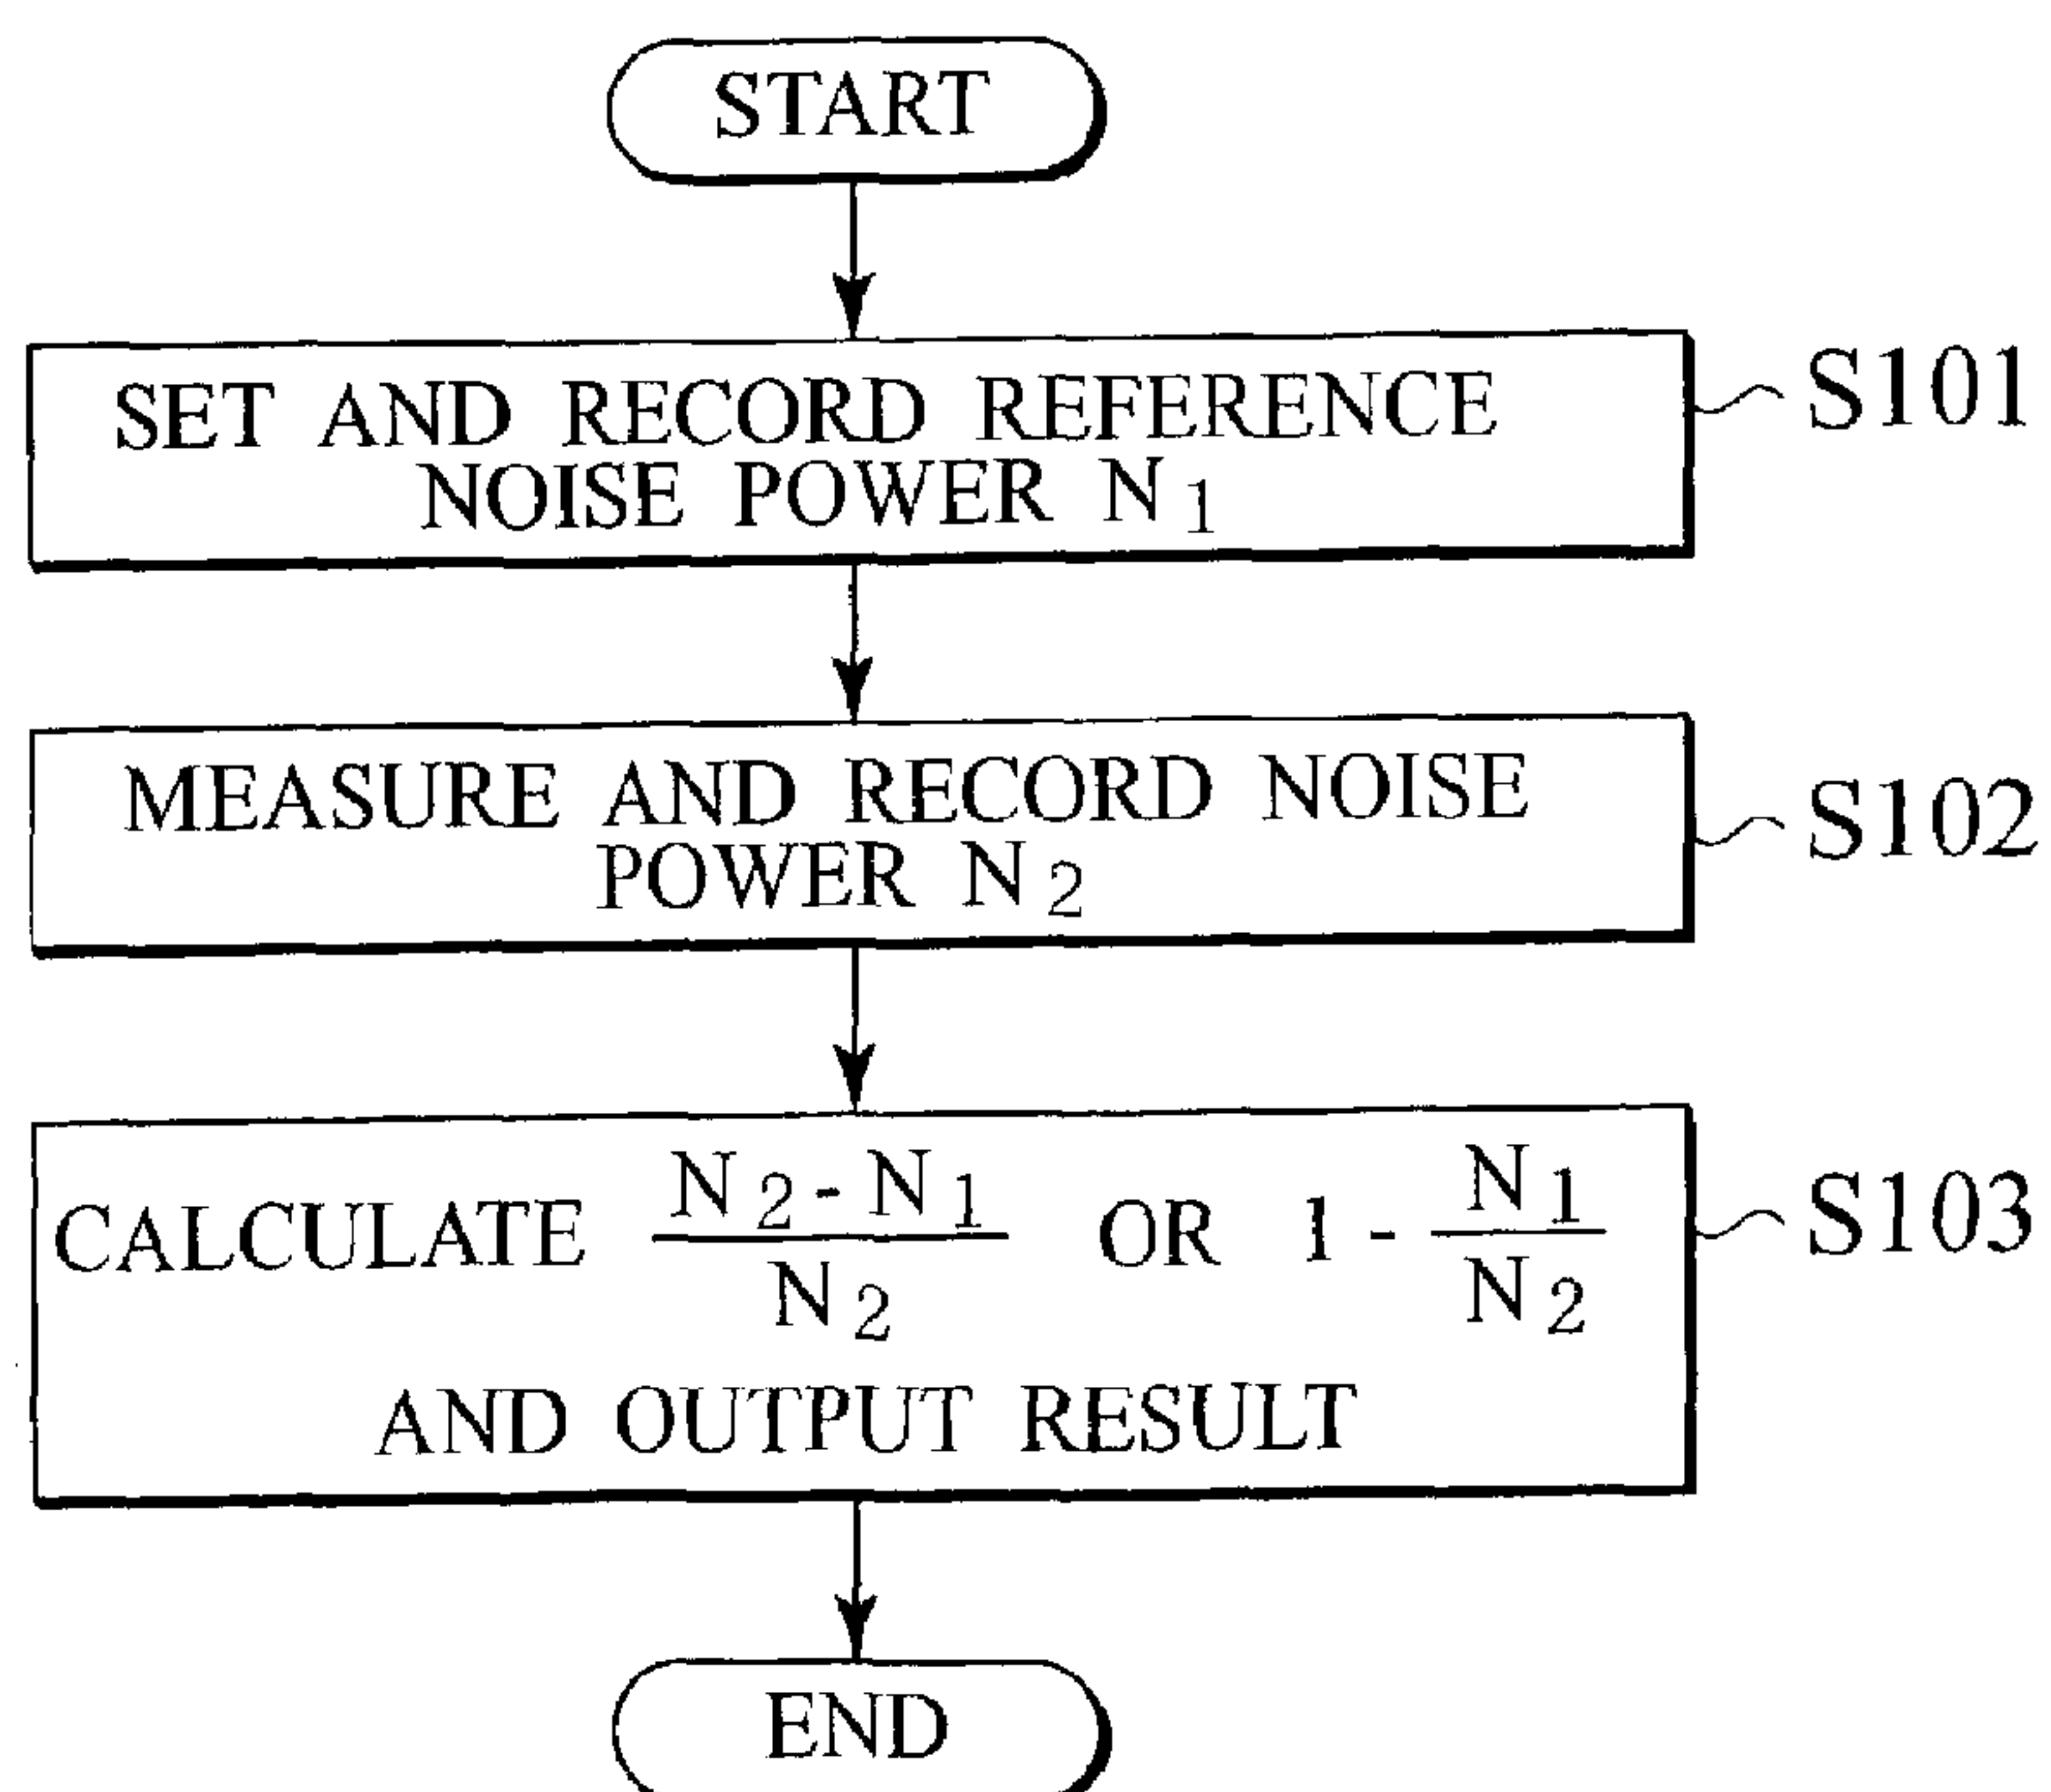 START
SET AND RECORD REFERENCE
NOISE POWER N₁
S101
MEASURE AND RECORD NOISE
POWER N₂
S102
CALCULATE (N₂-N₁)/N₂ OR 1 - N₁/N₂
AND OUTPUT RESULT
S103
END